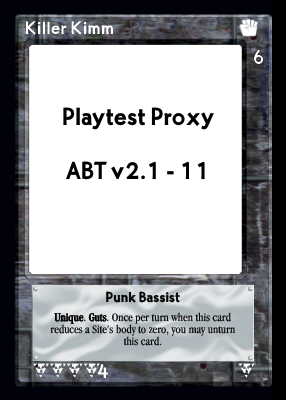 Killer Kimm
6
Playtest Proxy
ABT v2.1 - 11
Punk Bassist
Unique. Guts. Once per turn when this card
reduces a Site's body to zero, you may unturn
this card.
4